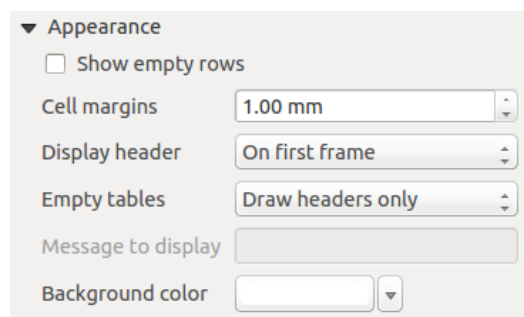 Appearance
Show empty rows
Cell margins 1.00 mm
Display header On first frame
Empty tables Draw headers only
Message to display
Background color